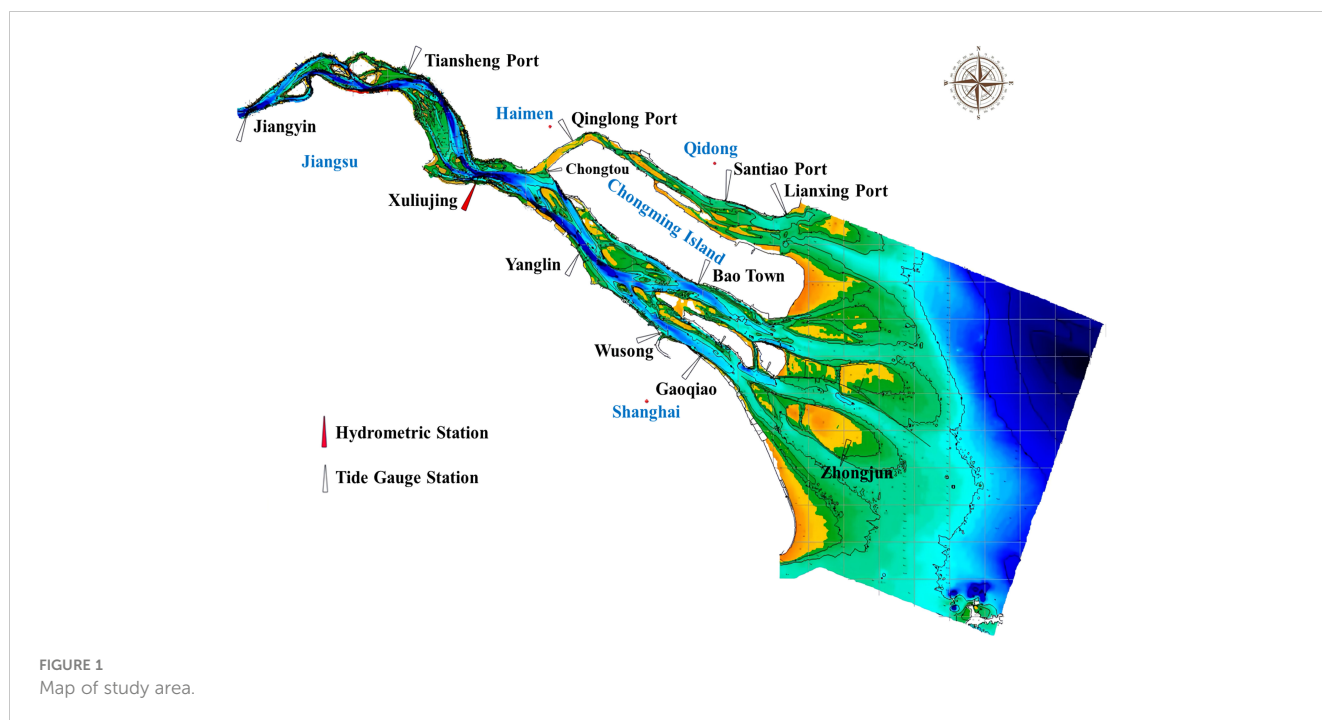 Tiansheng Port
N
W
E
S
Haimen
Qinglong Port
Jiangyin
Jiangsu
Qidong
Santiao Port
Chongtou
Lianxing Port
Xuliujing
Chongming Island
Yanglin
Bao Town
Wusong
Gaoqiao
Shanghai
Hydrometric Station
Zhongjun
Tide Gauge Station
FIGURE 1
Map of study area.